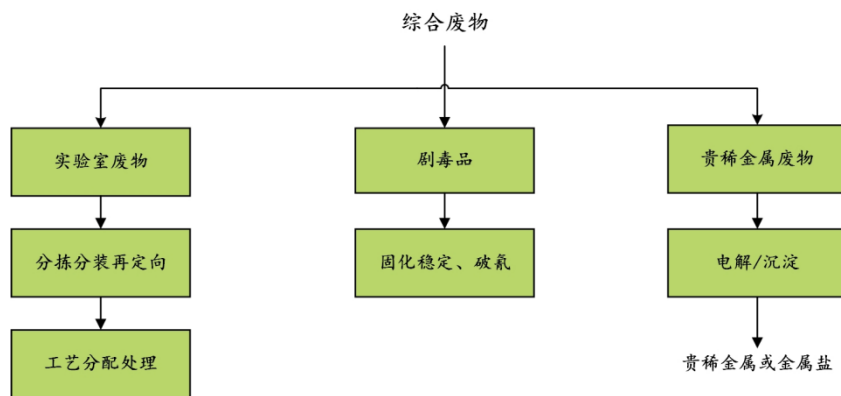 综合废物
实验室废物
剧毒品
贵稀金属废物
分拣分装再定向
固化稳定、破氰
电解/沉淀
工艺分配处理
贵稀金属或金属盐